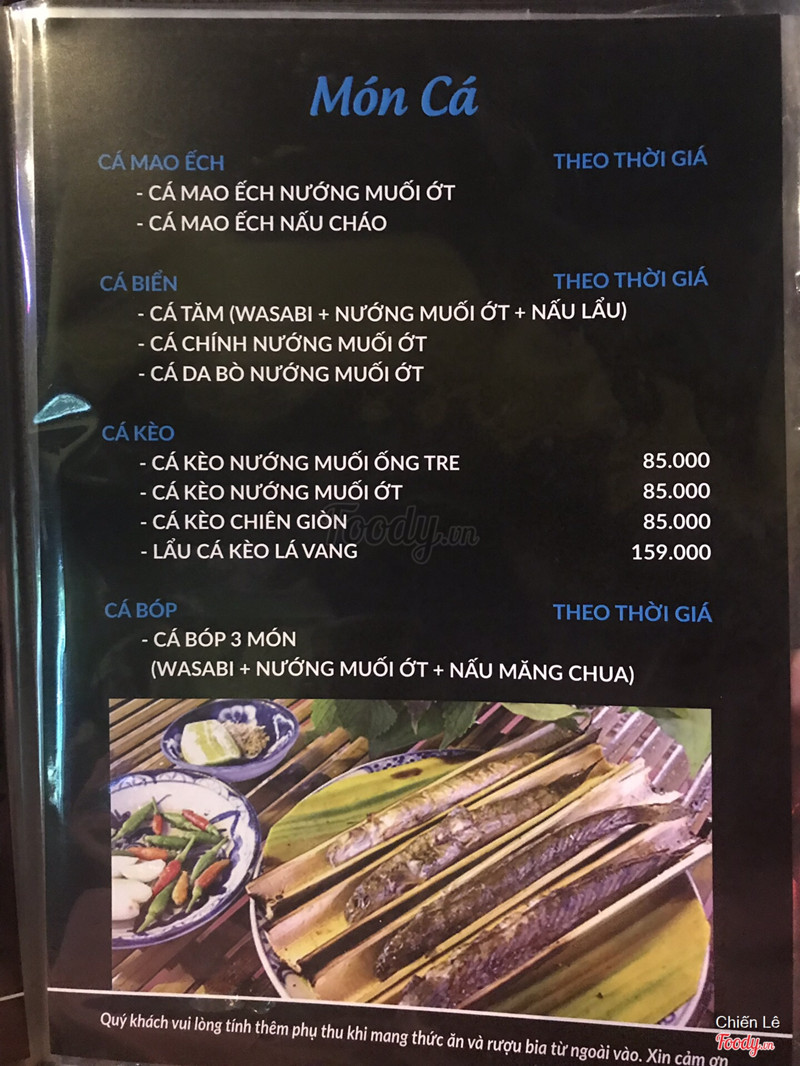 Món Cá
CÁ MAO ẾCH THEO THỜI GIÁ
- CÁ MAO ẾCH NƯỚNG MUỐI ỚT
- CÁ MAO ẾCH NẤU CHÁO
CÁ BIỂN THEO THỜI GIÁ
- CÁ TĂM (WASABI + NƯỚNG MUỐI ỚT + NẤU LẨU)
- CÁ CHÍNH NƯỚNG MUỐI ỚT
- CÁ DA BÒ NƯỚNG MUỐI ỚT
CÁ KÈO
- CÁ KÈO NƯỚNG MUỐI ỐNG TRE 85.000
- CÁ KÈO NƯỚNG MUỐI ỚT 85.000
- CÁ KÈO CHIÊN GIÒN 85.000
- LẨU CÁ KÈO LÁ VANG 159.000
Foody.vn
CÁ BÓP THEO THỜI GIÁ
- CÁ BÓP 3 MÓN
(WASABI + NƯỚNG MUỐI ỚT + NẤU MĂNG CHUA)
Quý khách vui lòng tính thêm phụ thu khi mang thức ăn và rượu bia từ ngoài vào. Xin cảm ơn
Chiến Lê
Foody.vn